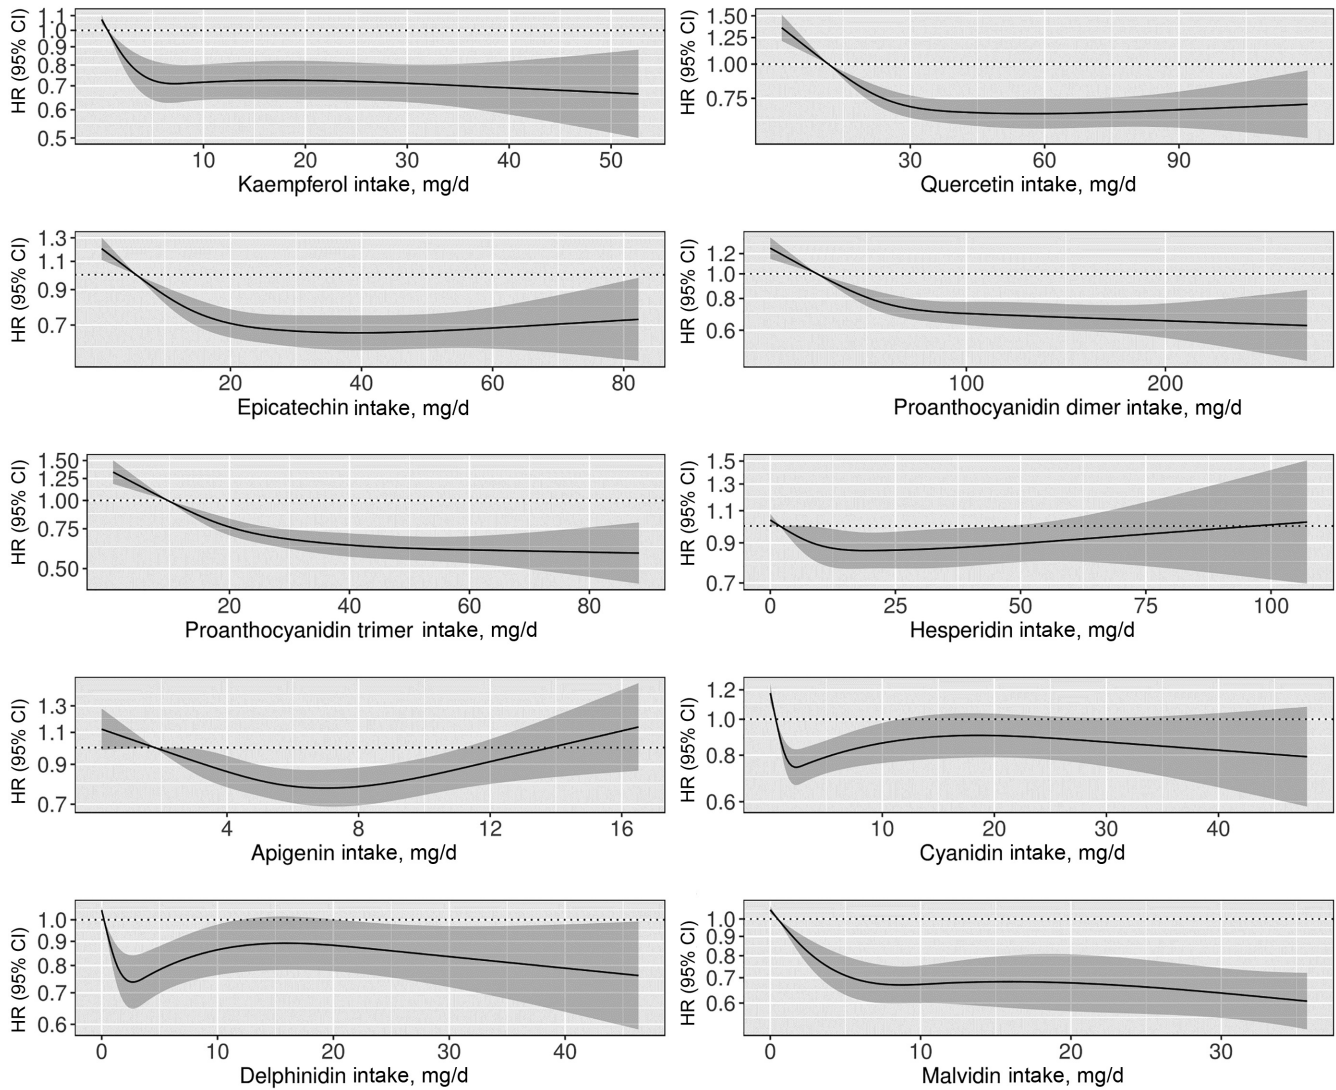 HR (95% CI)
1.1
1.0
0.9
0.8
0.7
0.6
0.5
10 20 30 40 50
Kaempferol intake, mg/d
HR (95% CI)
1.50
1.25
1.00
0.75
30 60 90
Quercetin intake, mg/d
HR (95% CI)
1.3
1.1
0.9
0.7
20 40 60 80
Epicatechin intake, mg/d
HR (95% CI)
1.2
1.0
0.8
0.6
100 200
Proanthocyanidin dimer intake, mg/d
HR (95% CI)
1.50
1.25
1.00
0.75
0.50
20 40 60 80
Proanthocyanidin trimer intake, mg/d
HR (95% CI)
1.5
1.3
1.1
0.9
0.7
0 25 50 75 100
Hesperidin intake, mg/d
HR (95% CI)
1.3
1.1
0.9
0.7
4 8 12 16
Apigenin intake, mg/d
HR (95% CI)
1.2
1.0
0.8
0.6
10 20 30 40
Cyanidin intake, mg/d
HR (95% CI)
1.0
0.9
0.8
0.7
0.6
0 10 20 30 40
Delphinidin intake, mg/d
HR (95% CI)
1.0
0.9
0.8
0.7
0.6
0 10 20 30
Malvidin intake, mg/d